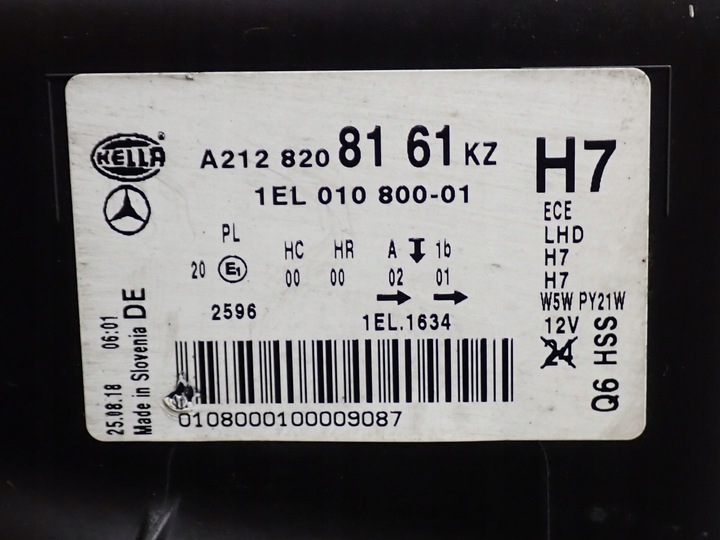 HELLA
A212 820 81 61 KZ
1EL 010 800-01
H7
ECE
LHD
H7
H7
W5W PY21W
12V
24
PL
HC HR A 1b
20 E1 00 00 02 01
2596
1EL.1634
0108000100009087
25.08.18 06:01
Made in Slovenia DE
Q6 HSS